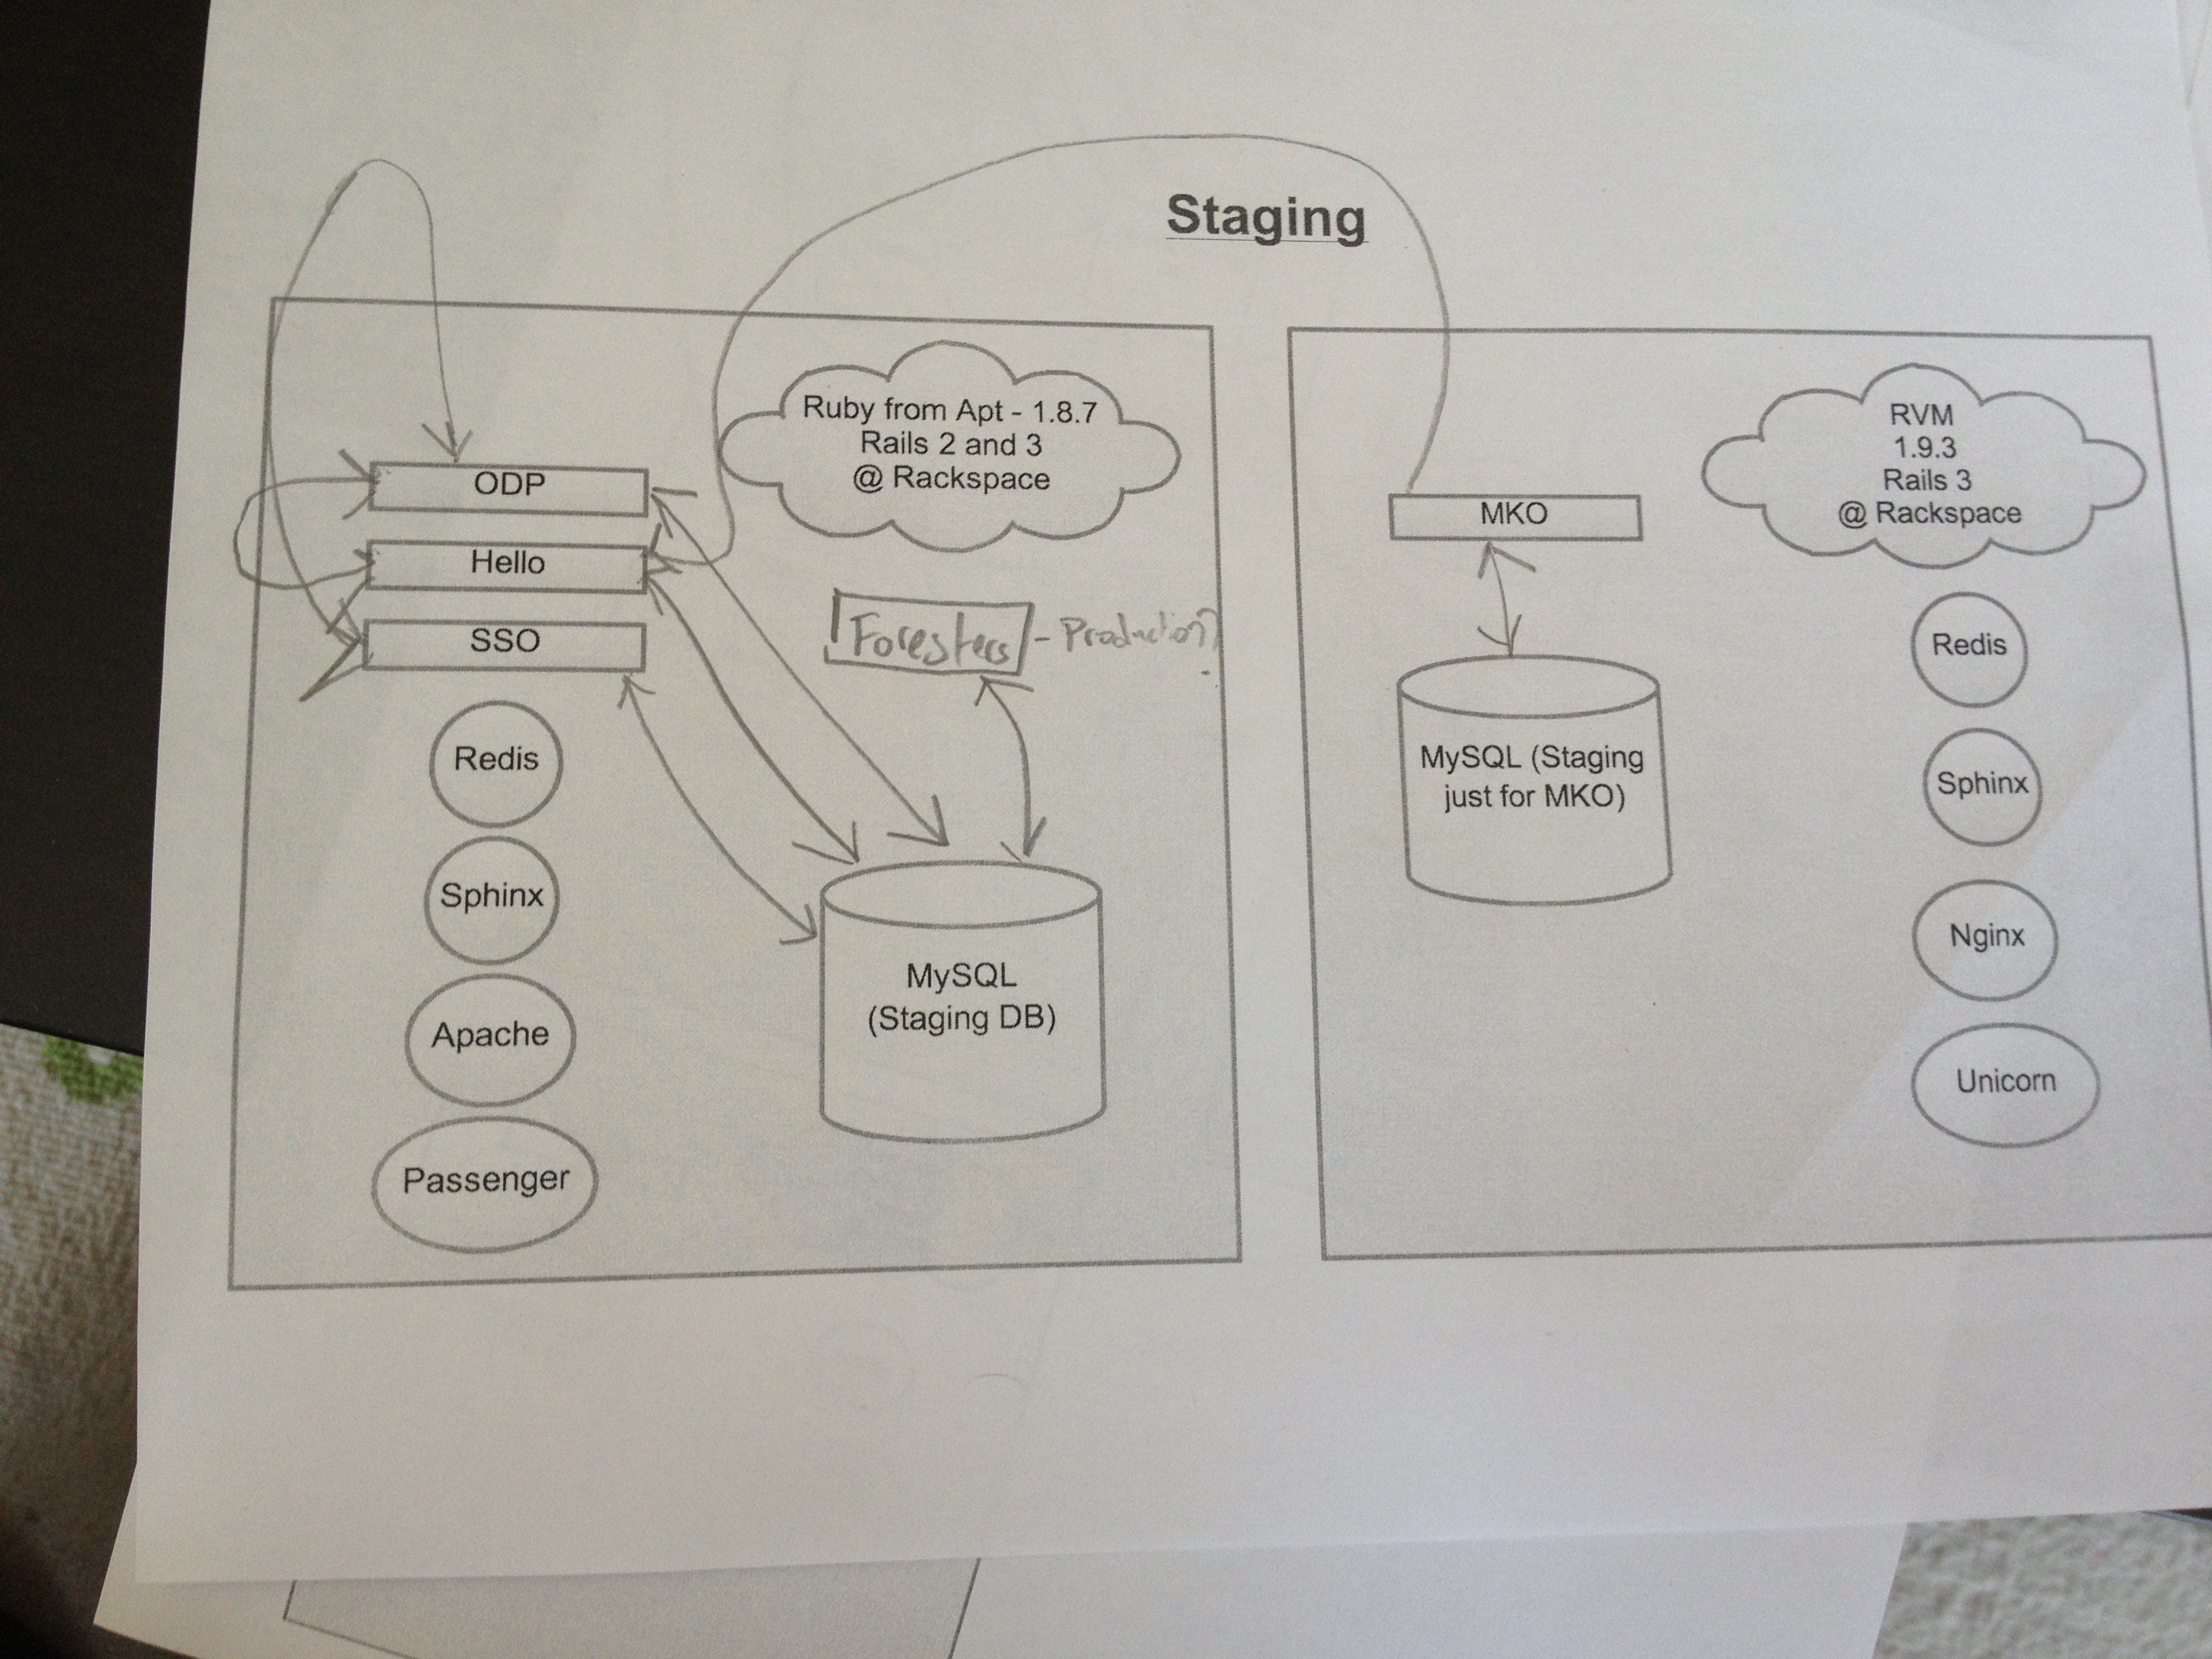 Staging
Ruby from Apt - 1.8.7
Rails 2 and 3
@ Rackspace
ODP
Hello
SSO
Foresters - Production?
Redis
Sphinx
Apache
Passenger
MySQL
(Staging DB)
RVM
1.9.3
Rails 3
@ Rackspace
MKO
MySQL (Staging
just for MKO)
Redis
Sphinx
Nginx
Unicorn